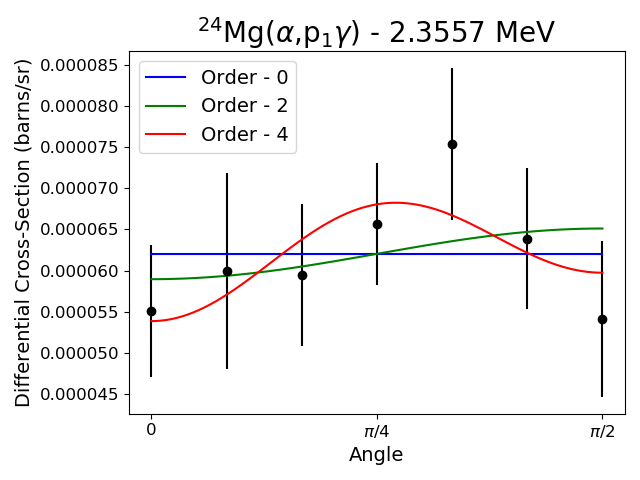 ²⁴Mg(α,p₁γ) - 2.3557 MeV
Differential Cross-Section (barns/sr)
0.000085
0.000080
0.000075
0.000070
0.000065
0.000060
0.000055
0.000050
0.000045
Order - 0
Order - 2
Order - 4
0
π/4
π/2
Angle